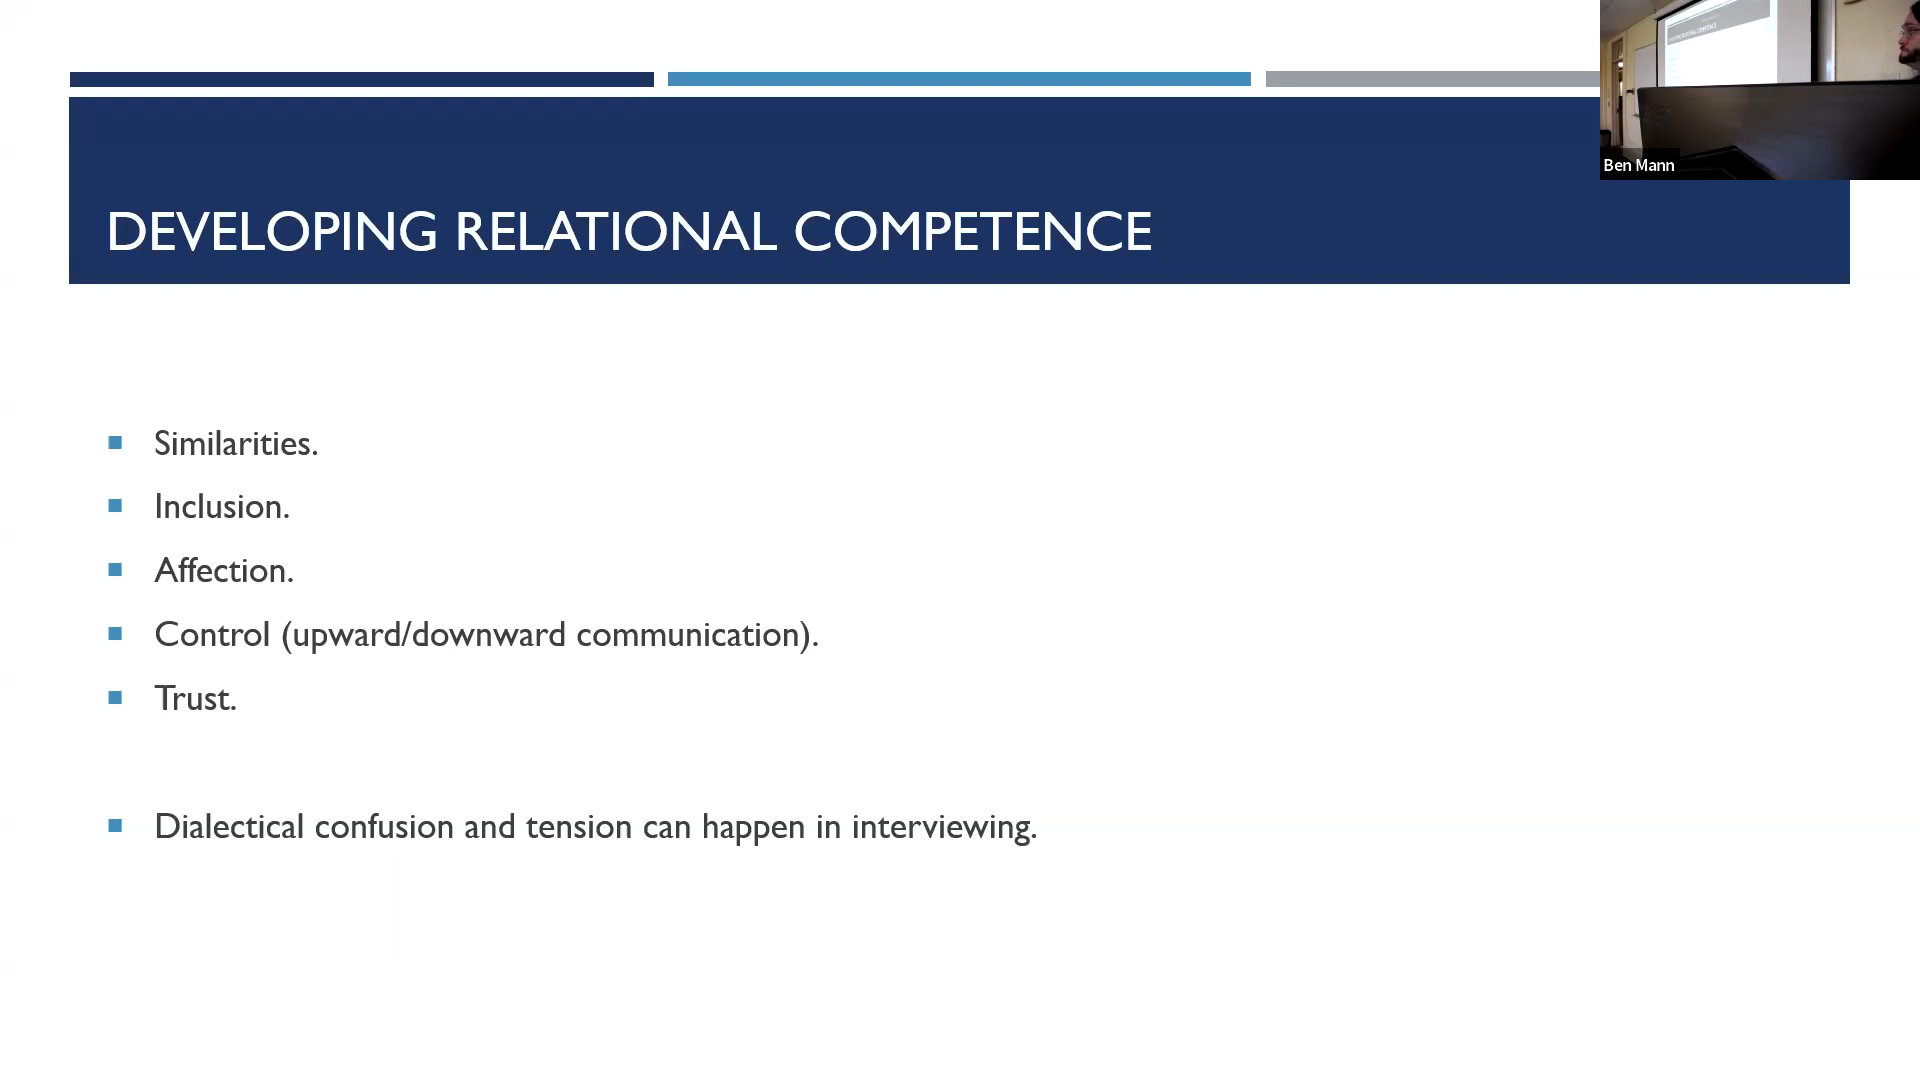 Ben Mann
DEVELOPING RELATIONAL COMPETENCE
Similarities.
Inclusion.
Affection.
Control (upward/downward communication).
Trust.
Dialectical confusion and tension can happen in interviewing.